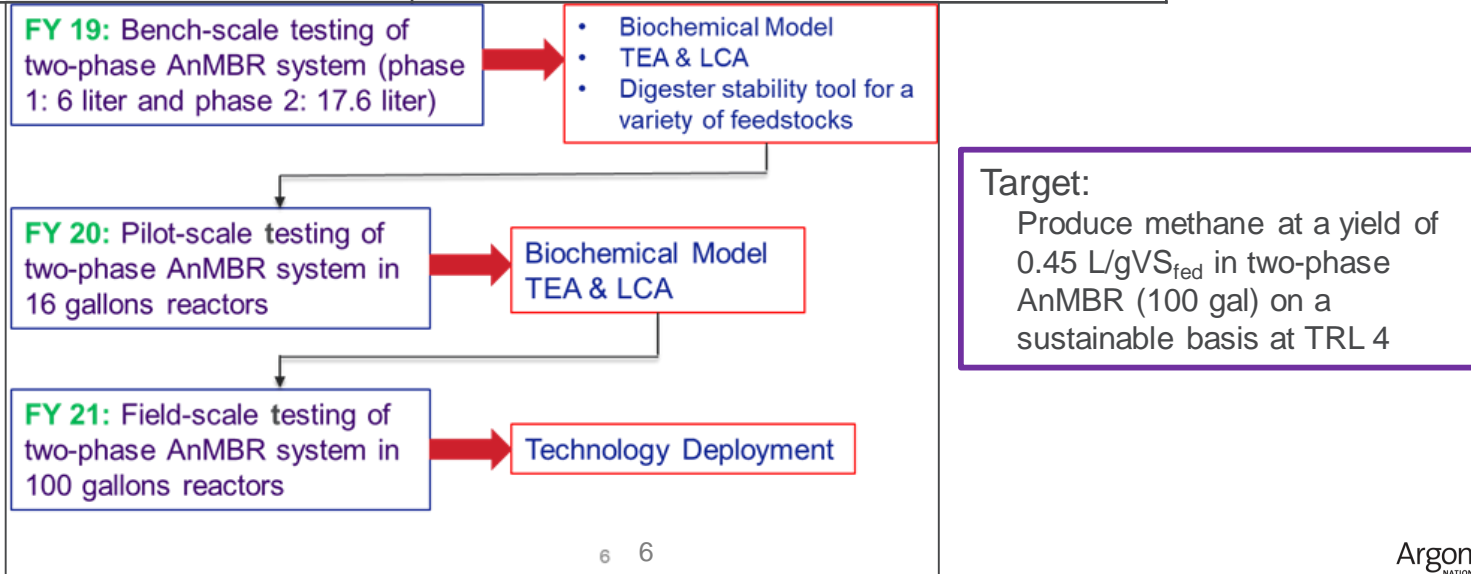 FY 19: Bench-scale testing of
two-phase AnMBR system (phase
1: 6 liter and phase 2: 17.6 liter)
• Biochemical Model
• TEA & LCA
• Digester stability tool for a
variety of feedstocks
FY 20: Pilot-scale testing of
two-phase AnMBR system in
16 gallons reactors
Biochemical Model
TEA & LCA
FY 21: Field-scale testing of
two-phase AnMBR system in
100 gallons reactors
Technology Deployment
Target:
Produce methane at a yield of
0.45 L/gVSfed in two-phase
AnMBR (100 gal) on a
sustainable basis at TRL 4
6 6
Argon